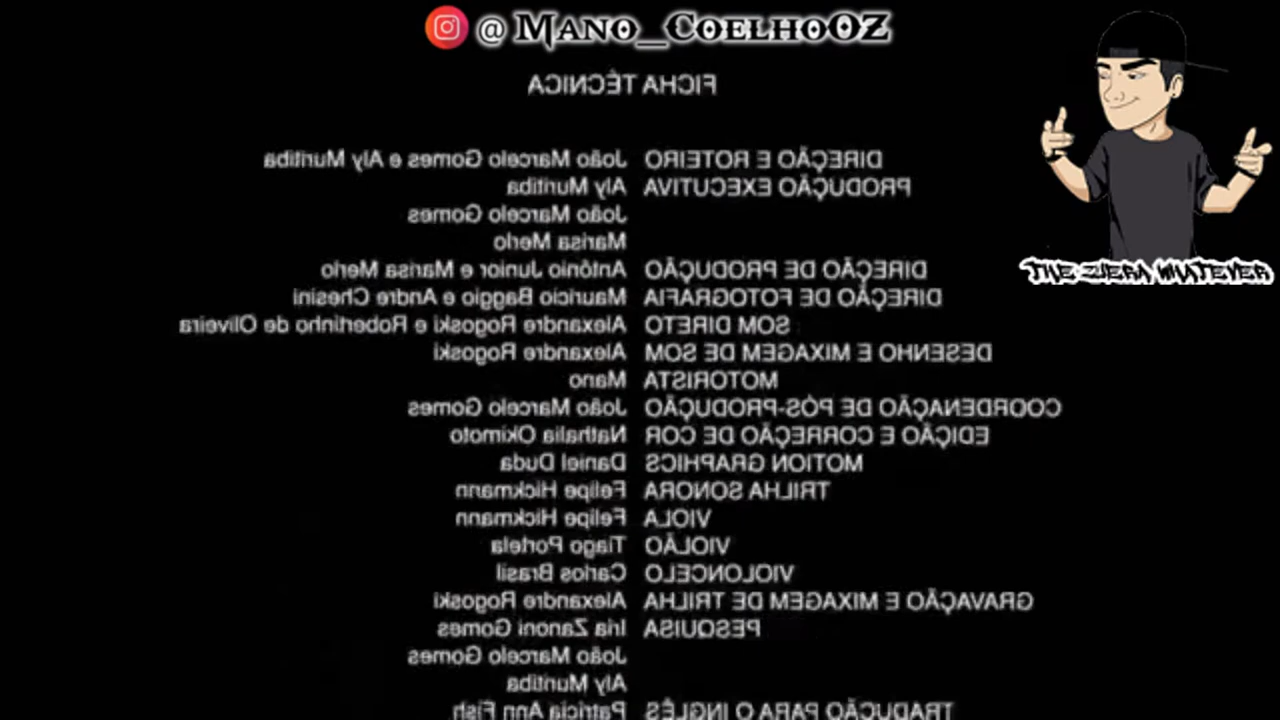 @ Mano_CoelhoOZ
FICHA TÉCNICA
DIREÇÃO E ROTEIRO João Marcelo Gomes e Aly Muritiba
PRODUÇÃO EXECUTIVA Aly Muritiba
João Marcelo Gomes
Marisa Merlo
DIREÇÃO DE PRODUÇÃO Antônio Junior e Marisa Merlo
DIREÇÃO DE FOTOGRAFIA Mauricio Baggio e Andre Chesini
SOM DIRETO Alexandre Rogoski e Robertinho de Oliveira
DESENHO E MIXAGEM DE SOM Alexandre Rogoski
MOTORISTA Mano
COORDENAÇÃO DE PÓS-PRODUÇÃO João Marcelo Gomes
EDIÇÃO E CORREÇÃO DE COR Nathalia Okimoto
MOTION GRAPHICS Daniel Duda
TRILHA SONORA Felipe Hickmann
VIOLA Felipe Hickmann
VIOLÃO Tiago Portela
VIOLONCELO Carlos Brasil
GRAVAÇÃO E MIXAGEM DE TRILHA Alexandre Rogoski
PESQUISA Iria Zanoni Gomes
João Marcelo Gomes
Aly Muritiba
TRADUÇÃO PARA O INGLÊS Patricia Ann Fish
THE ZUERA WHATEVER